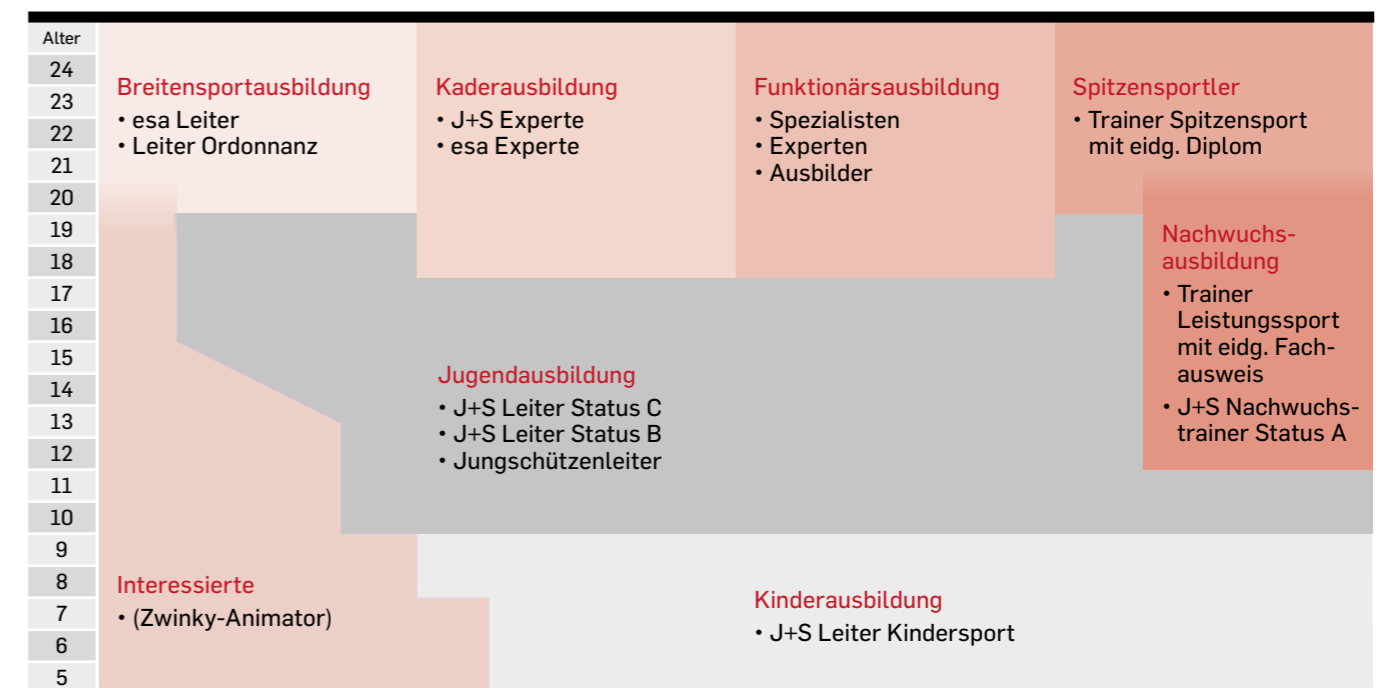 Alter
24
23
22
21
20
19
18
17
16
15
14
13
12
11
10
9
8
7
6
5
Breitensportausbildung
• esa Leiter
• Leiter Ordonnanz
Kaderausbildung
• J+S Experte
• esa Experte
Funktionärsausbildung
• Spezialisten
• Experten
• Ausbilder
Spitzensportler
• Trainer Spitzensport
mit eidg. Diplom
Nachwuchs-
ausbildung
• Trainer
Leistungssport
mit eidg. Fach-
ausweis
• J+S Nachwuchs-
trainer Status A
Jugendausbildung
• J+S Leiter Status C
• J+S Leiter Status B
• Jungschützenleiter
Interessierte
• (Zwinky-Animator)
Kinderausbildung
• J+S Leiter Kindersport